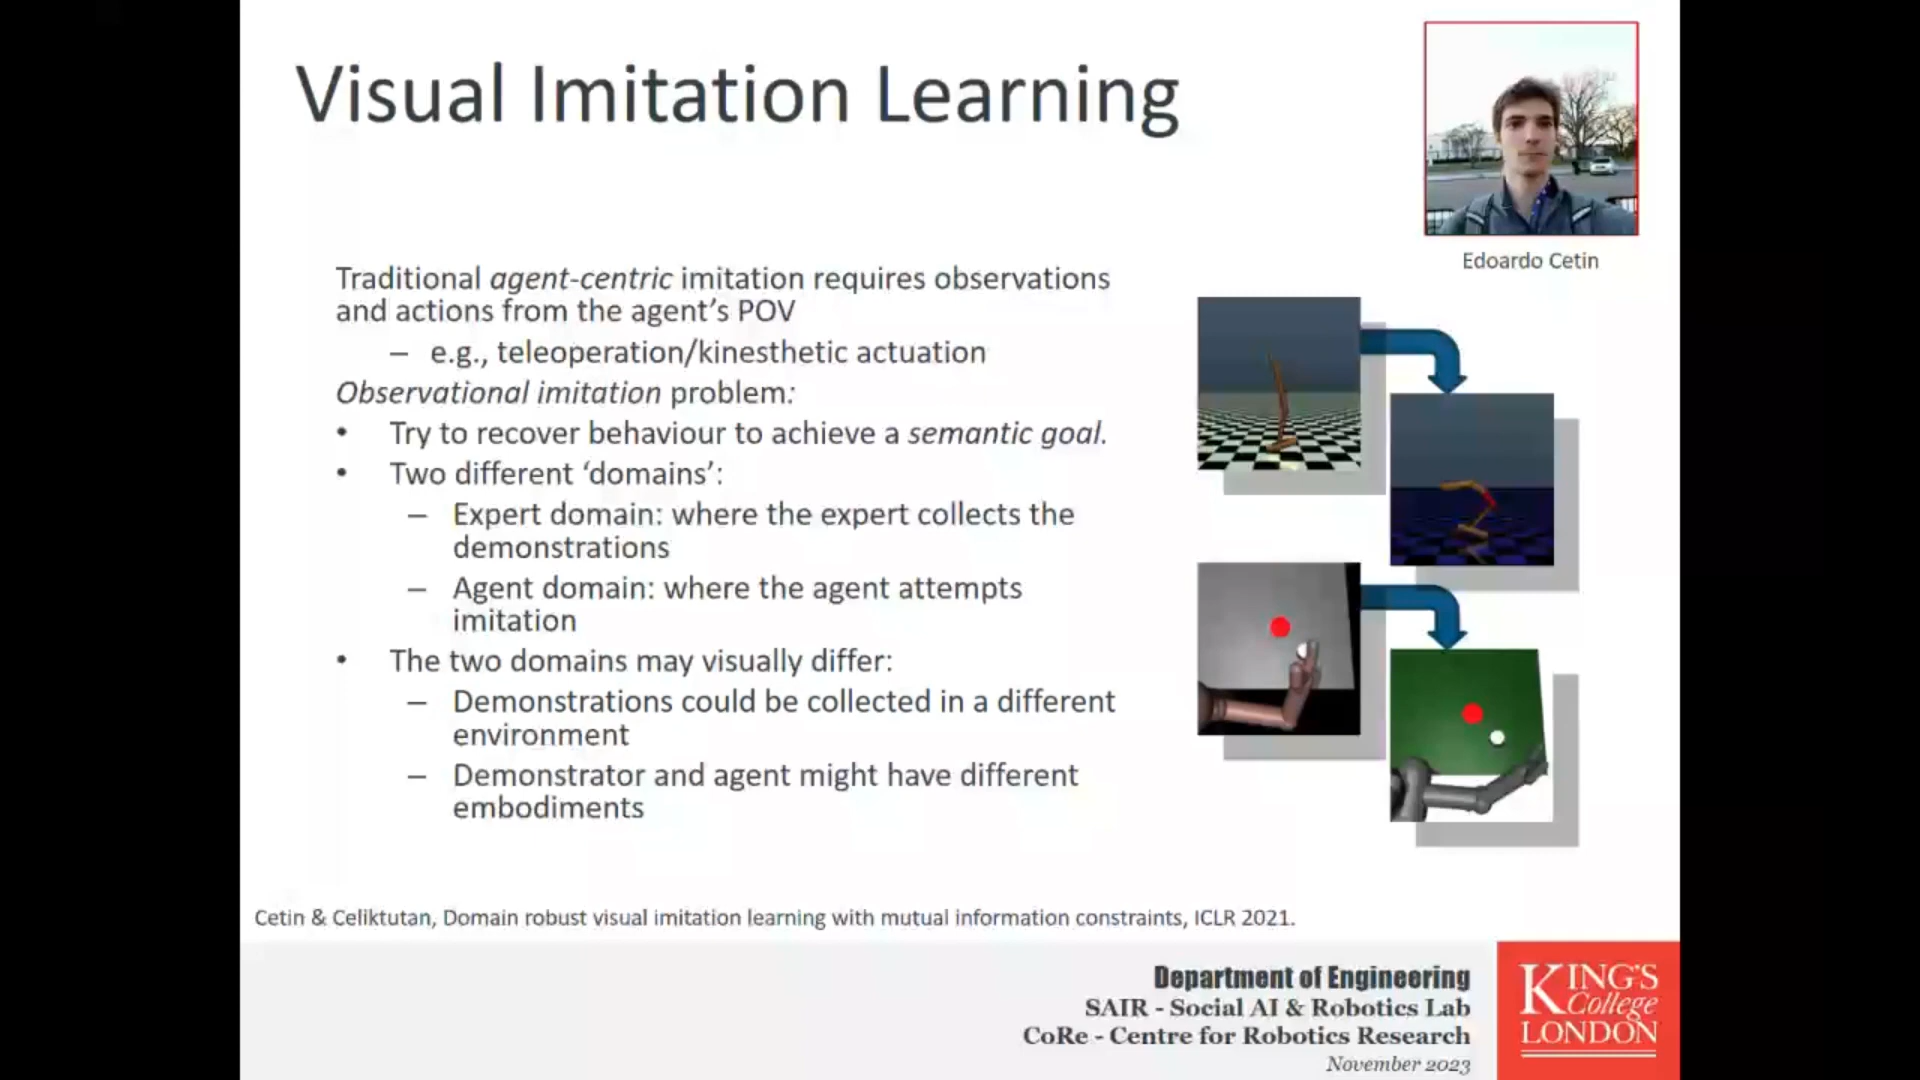 Visual Imitation Learning
Edoardo Cetin
Traditional agent-centric imitation requires observations
and actions from the agent's POV
– e.g., teleoperation/kinesthetic actuation
Observational imitation problem:
• Try to recover behaviour to achieve a semantic goal.
• Two different ‘domains’:
– Expert domain: where the expert collects the
demonstrations
– Agent domain: where the agent attempts
imitation
• The two domains may visually differ:
– Demonstrations could be collected in a different
environment
– Demonstrator and agent might have different
embodiments
Cetin & Celiktutan, Domain robust visual imitation learning with mutual information constraints, ICLR 2021.
Department of Engineering
SAIR - Social AI & Robotics Lab
CoRe - Centre for Robotics Research
November 2023
KING'S
College
LONDON